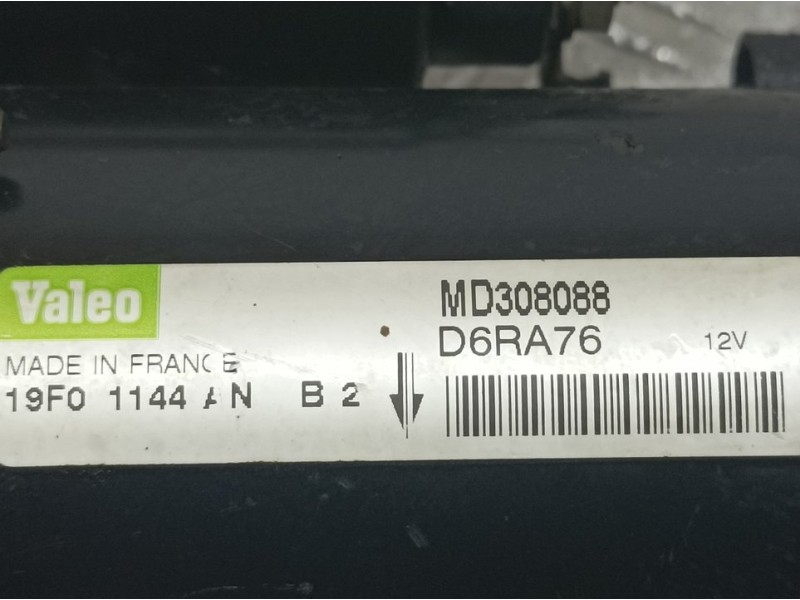 Valeo
MADE IN FRANCE
19F0 1144 AN B 2
MD308088
D6RA76 12V